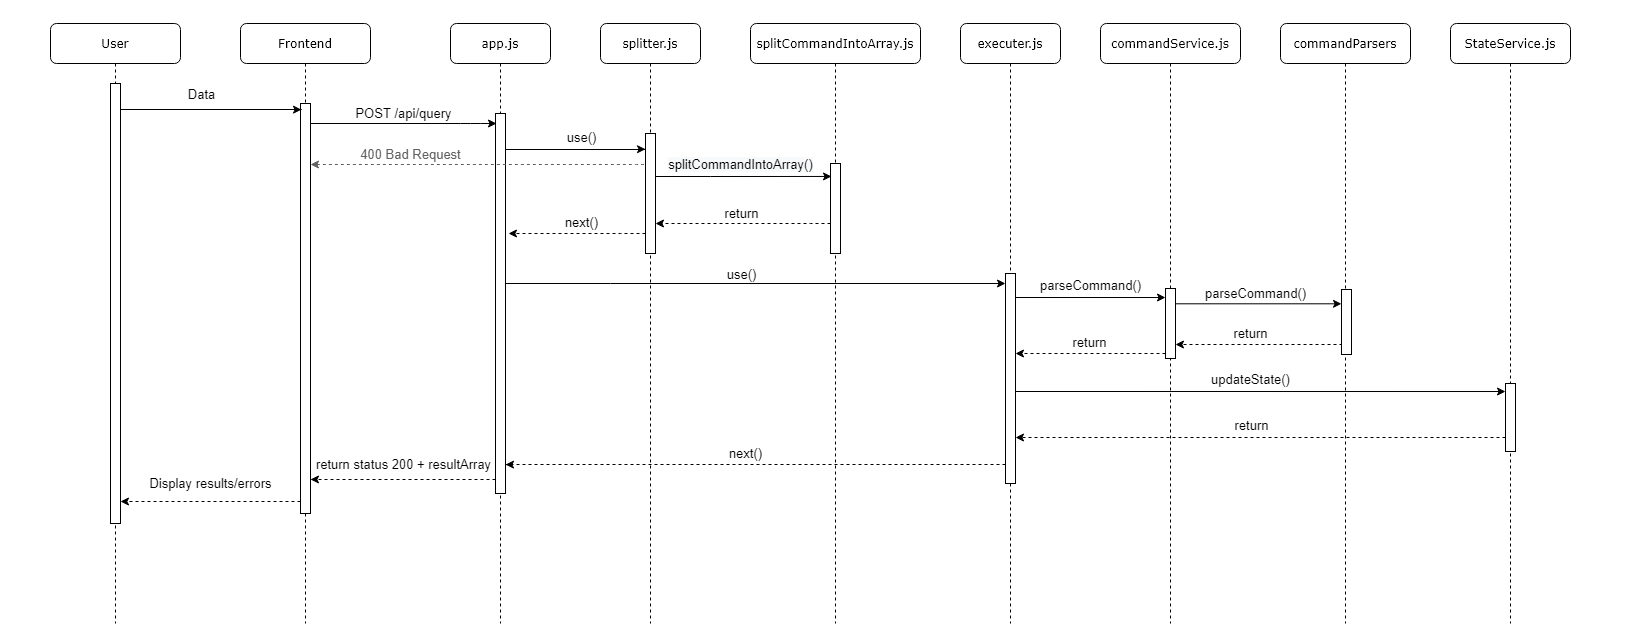 User
Frontend
app.js
splitter.js
splitCommandIntoArray.js
executer.js
commandService.js
commandParsers
StateService.js
Data
POST /api/query
use()
400 Bad Request
splitCommandIntoArray()
return
next()
use()
parseCommand()
parseCommand()
return
return
updateState()
return
next()
return status 200 + resultArray
Display results/errors